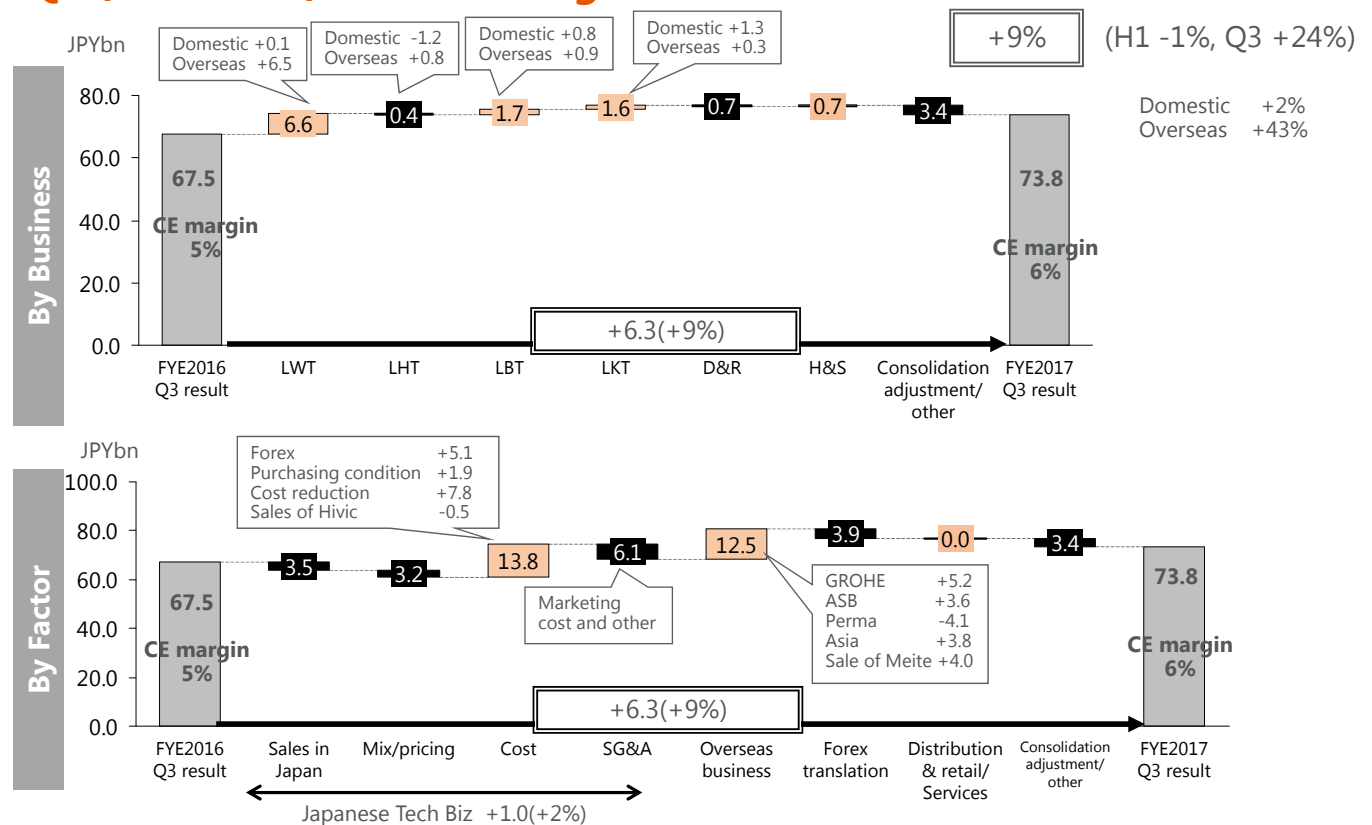 JPYbn
Domestic +0.1
Overseas +6.5
Domestic -1.2
Overseas +0.8
Domestic +0.8
Overseas +0.9
Domestic +1.3
Overseas +0.3
+9%
(H1 -1%, Q3 +24%)
Domestic +2%
Overseas +43%
By Business
80.0
60.0
40.0
20.0
0.0
67.5
CE margin
5%
6.6
0.4
1.7
1.6
0.7
0.7
3.4
73.8
CE margin
6%
+6.3(+9%)
FYE2016
Q3 result
LWT
LHT
LBT
LKT
D&R
H&S
Consolidation
adjustment/
other
FYE2017
Q3 result
JPYbn
By Factor
100.0
80.0
60.0
40.0
20.0
0.0
Forex +5.1
Purchasing condition +1.9
Cost reduction +7.8
Sales of Hivic -0.5
67.5
CE margin
5%
3.5
3.2
13.8
6.1
12.5
3.9
0.0
3.4
73.8
CE margin
6%
Marketing
cost and other
GROHE +5.2
ASB +3.6
Perma -4.1
Asia +3.8
Sale of Meite +4.0
+6.3(+9%)
FYE2016
Q3 result
Sales in
Japan
Mix/pricing
Cost
SG&A
Overseas
business
Forex
translation
Distribution
& retail/
Services
Consolidation
adjustment/
other
FYE2017
Q3 result
Japanese Tech Biz +1.0(+2%)